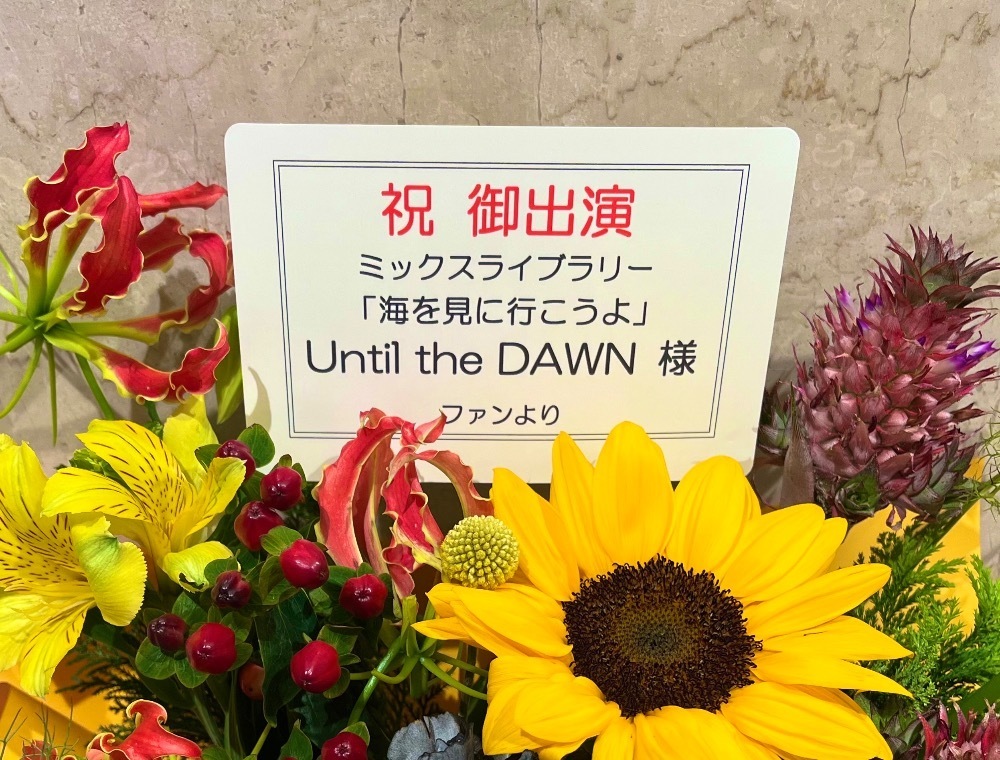 祝 御出演
ミックスライブラリー
「海を見に行こうよ」
Until the DAWN 様
ファンより